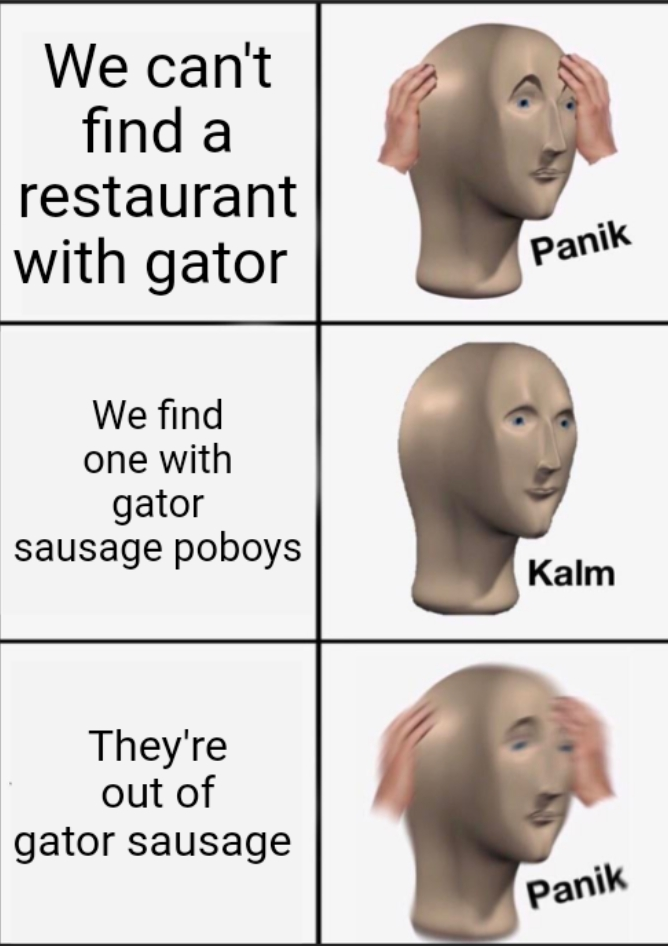 We can't
find a
restaurant
with gator
Panik
We find
one with
gator
sausage poboys
Kalm
They're
out of
gator sausage
Panik